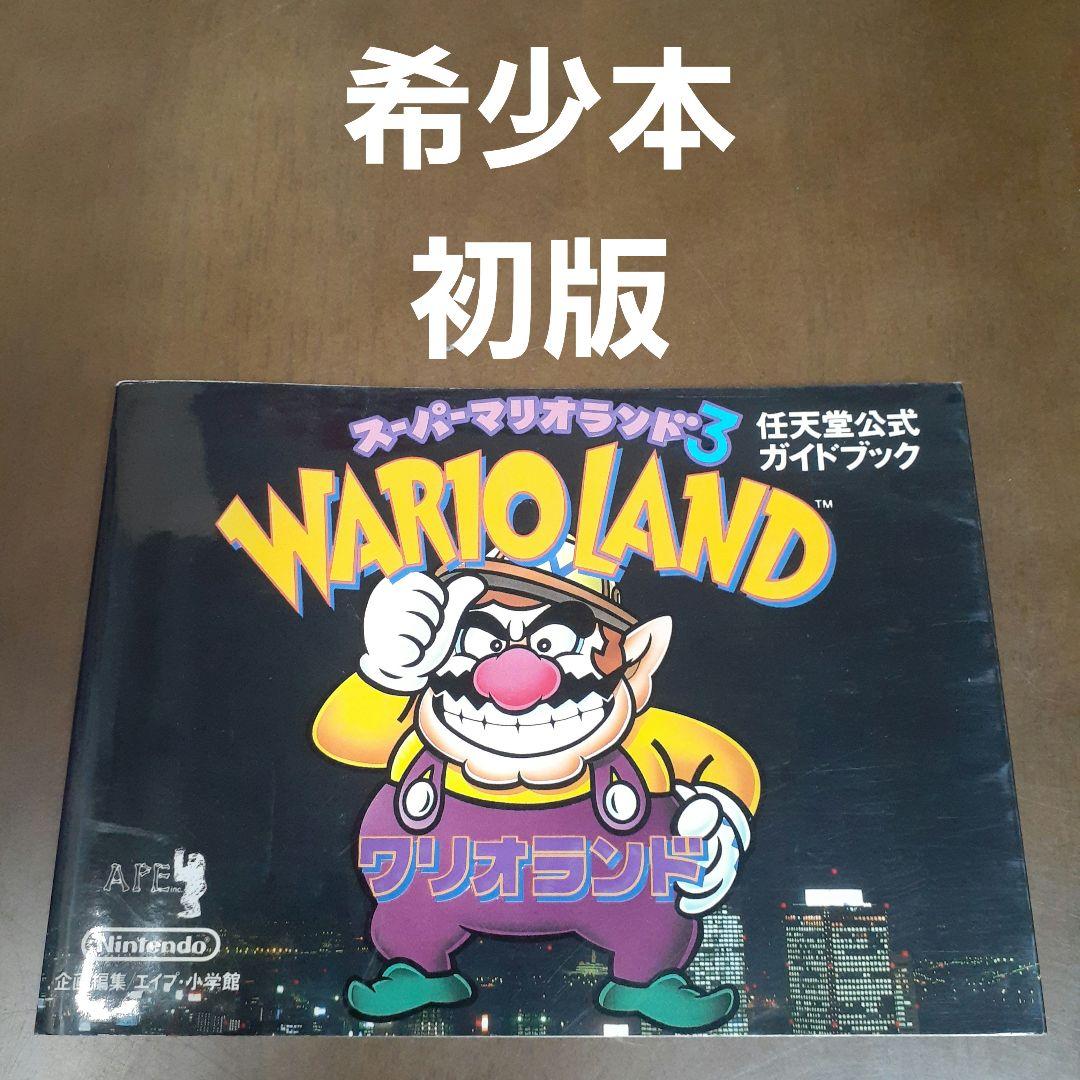 希少本
初版
スーパーマリオランド3
任天堂公式
ガイドブック
WARIO LAND™
ワリオランド
APE inc.
Nintendo
企画編集 エイプ・小学館